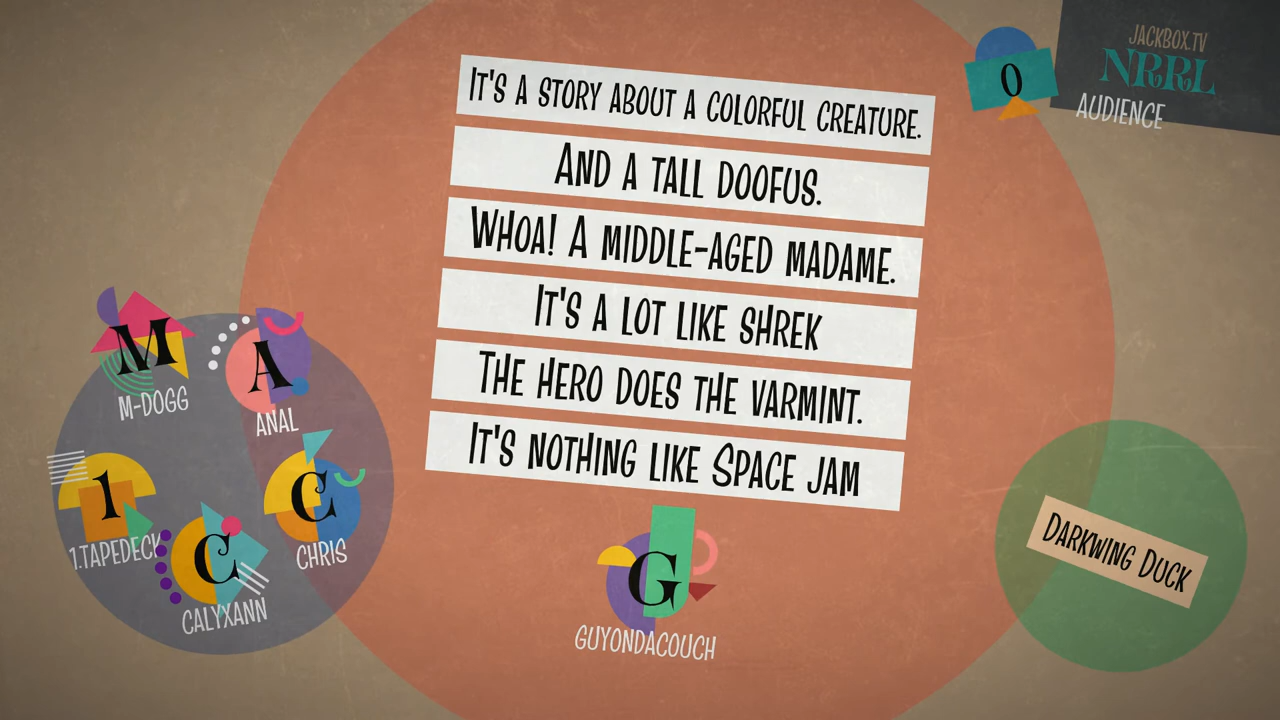 JACKBOX.TV
NRRL
0
AUDIENCE
IT'S A STORY ABOUT A COLORFUL CREATURE.
AND A TALL DOOFUS.
WHOA! A MIDDLE-AGED MADAME.
IT'S A LOT LIKE SHREK
THE HERO DOES THE VARMINT.
IT'S NOTHING LIKE SPACE JAM
M
M-DOGG
A
ANAL
1
1.TAPEDECK
C
CALYXANN
C
CHRIS
G
GUYONDACOUCH
DARKWING DUCK